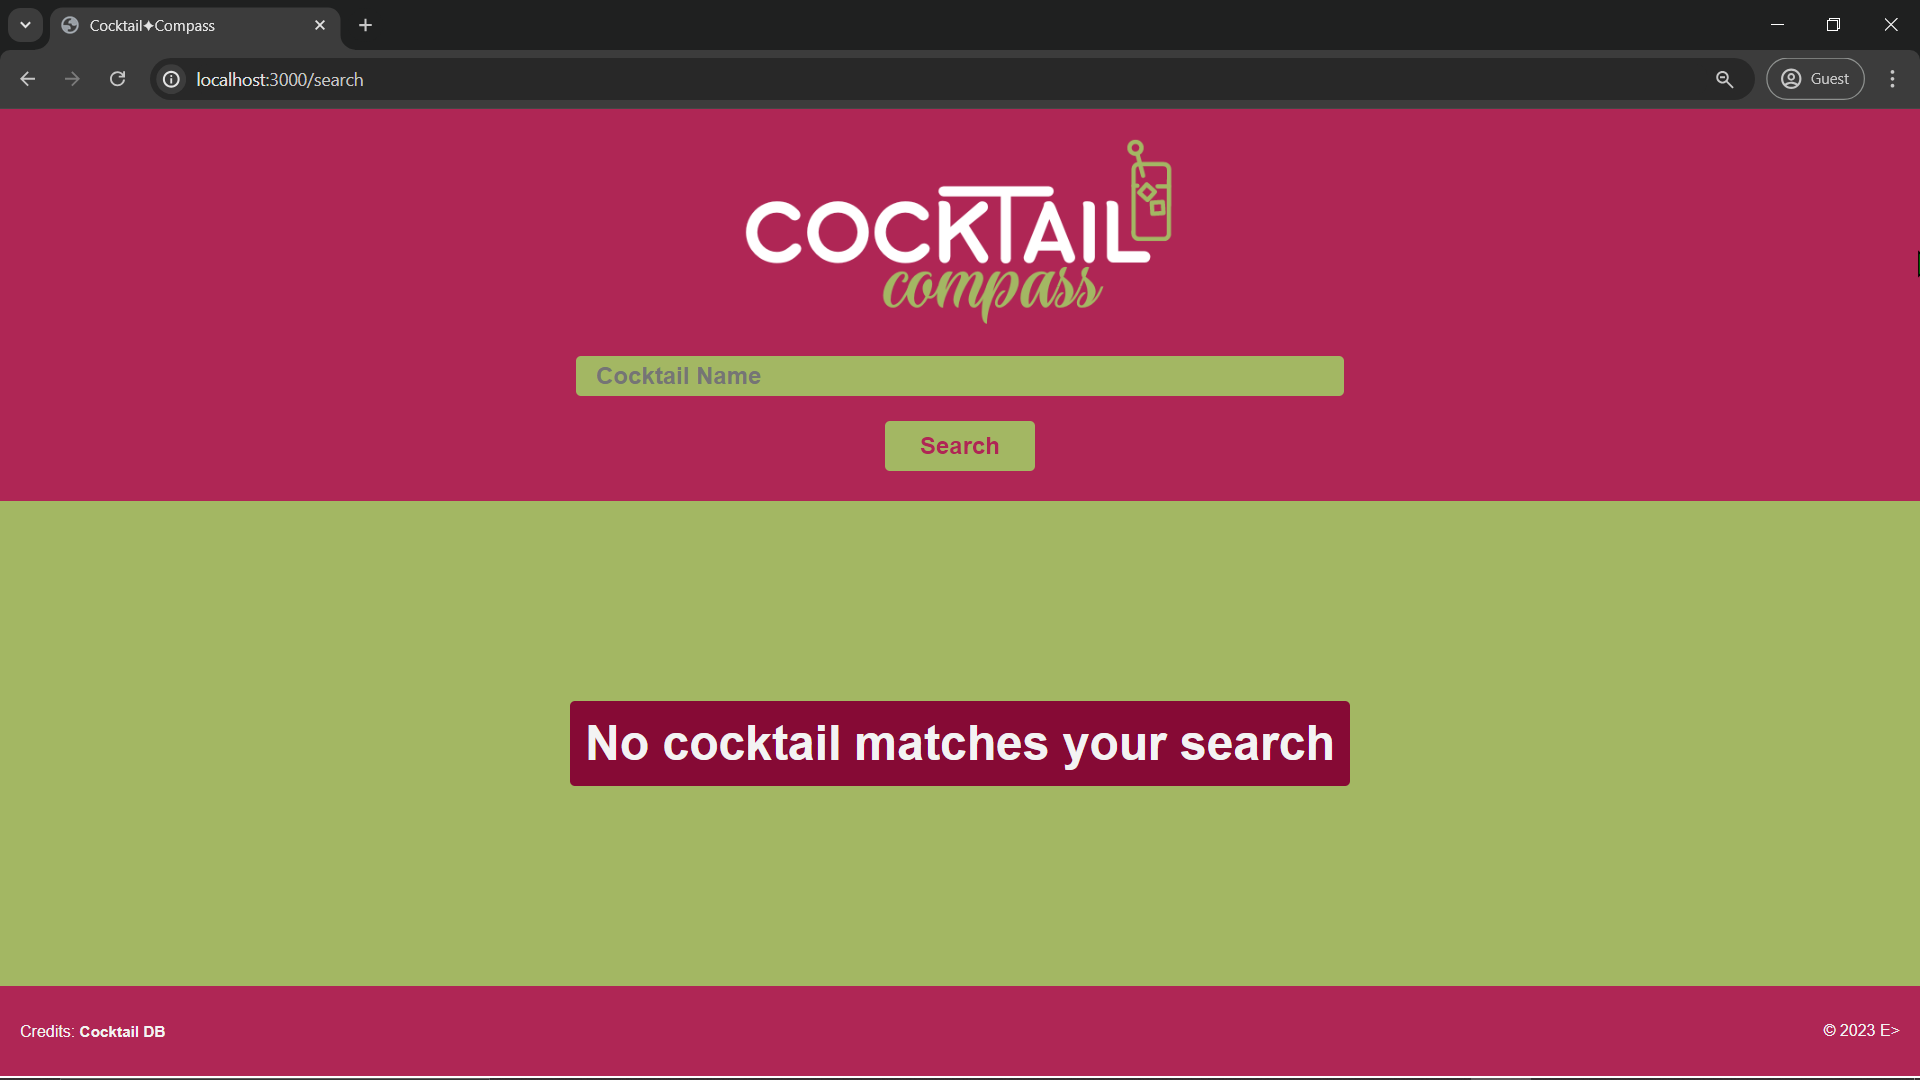 Cocktail✦Compass
localhost:3000/search
Guest
COCKTAIL
compass
Cocktail Name
Search
No cocktail matches your search
Credits: Cocktail DB
© 2023 E>